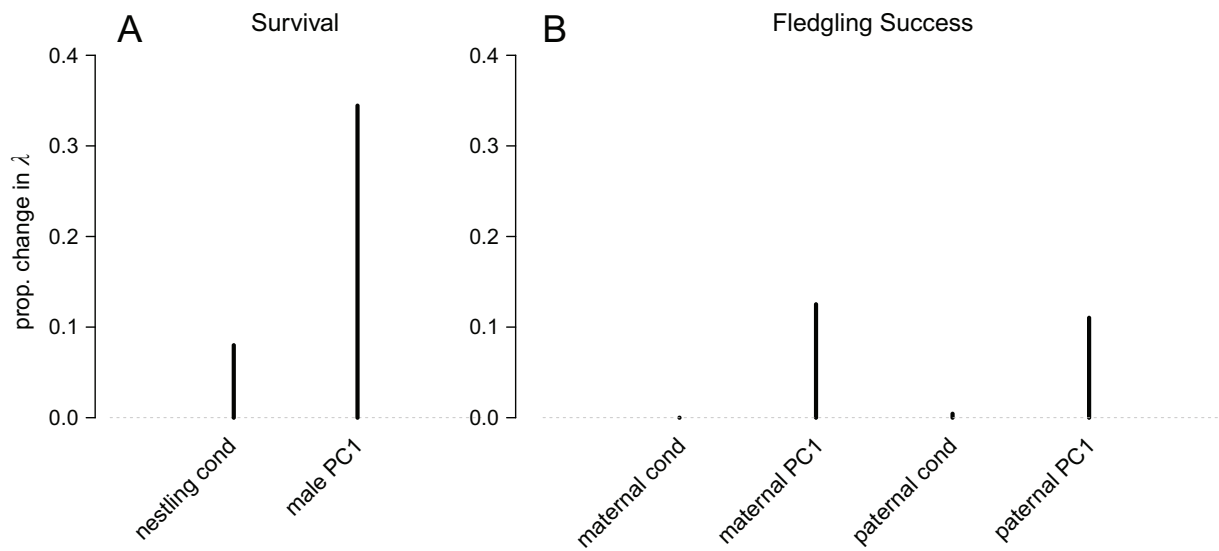 A
Survival
prop. change in λ
0.4
0.3
0.2
0.1
0.0
nestling cond
male PC1
B
Fledgling Success
0.4
0.3
0.2
0.1
0.0
maternal cond
maternal PC1
paternal cond
paternal PC1